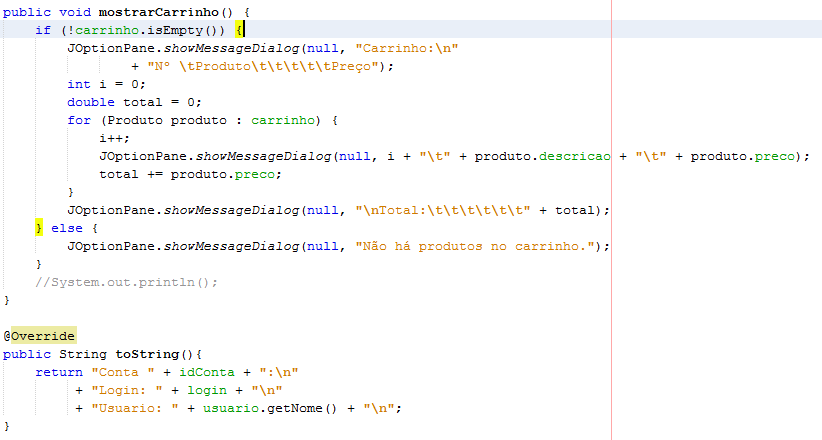 public void mostrarCarrinho() {
    if (!carrinho.isEmpty()) {
        JOptionPane.showMessageDialog(null, "Carrinho:\n"
                + "Nº \tProduto\t\t\t\t\tPreço");
        int i = 0;
        double total = 0;
        for (Produto produto : carrinho) {
            i++;
            JOptionPane.showMessageDialog(null, i + "\t" + produto.descricao + "\t" + produto.preco);
            total += produto.preco;
        }
        JOptionPane.showMessageDialog(null, "\nTotal:\t\t\t\t\t\t" + total);
    } else {
        JOptionPane.showMessageDialog(null, "Não há produtos no carrinho.");
    }
    //System.out.println();
}
@Override
public String toString(){
    return "Conta " + idConta + ":\n"
         + "Login: " + login + "\n"
         + "Usuario: " + usuario.getNome() + "\n";
}